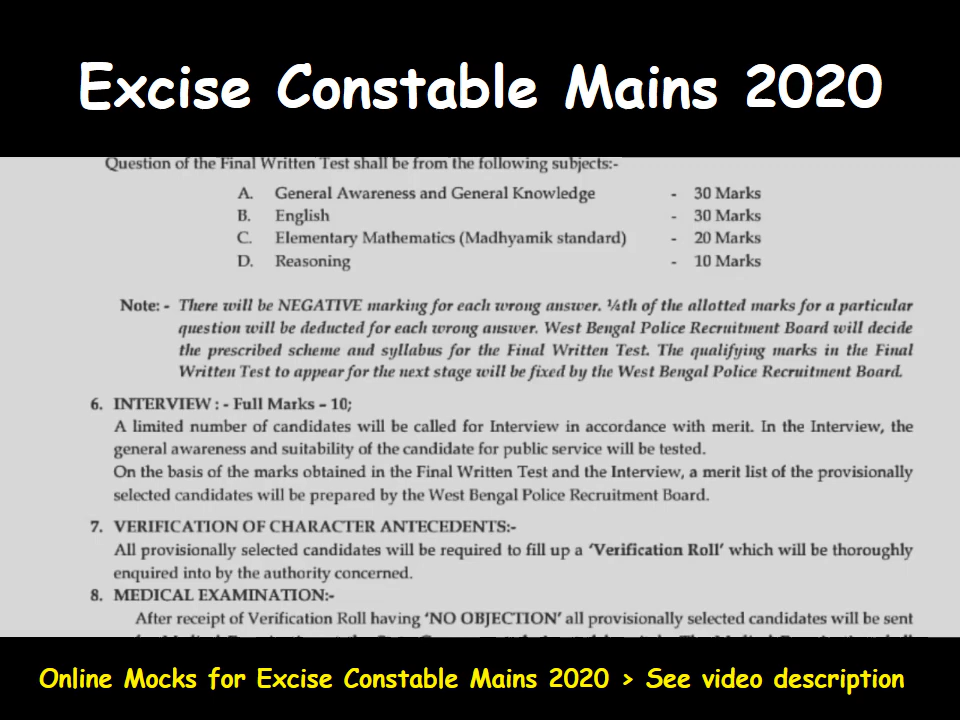 Excise Constable Mains 2020
Question of the Final Written Test shall be from the following subjects:-
A. General Awareness and General Knowledge - 30 Marks
B. English - 30 Marks
C. Elementary Mathematics (Madhyamik standard) - 20 Marks
D. Reasoning - 10 Marks
Note: - There will be NEGATIVE marking for each wrong answer. ¼th of the allotted marks for a particular
question will be deducted for each wrong answer. West Bengal Police Recruitment Board will decide
the prescribed scheme and syllabus for the Final Written Test. The qualifying marks in the Final
Written Test to appear for the next stage will be fixed by the West Bengal Police Recruitment Board.
6. INTERVIEW : - Full Marks – 10;
A limited number of candidates will be called for Interview in accordance with merit. In the Interview, the
general awareness and suitability of the candidate for public service will be tested.
On the basis of the marks obtained in the Final Written Test and the Interview, a merit list of the provisionally
selected candidates will be prepared by the West Bengal Police Recruitment Board.
7. VERIFICATION OF CHARACTER ANTECEDENTS:-
All provisionally selected candidates will be required to fill up a ‘Verification Roll’ which will be thoroughly
enquired into by the authority concerned.
8. MEDICAL EXAMINATION:-
After receipt of Verification Roll having ‘NO OBJECTION’ all provisionally selected candidates will be sent
Online Mocks for Excise Constable Mains 2020 > See video description